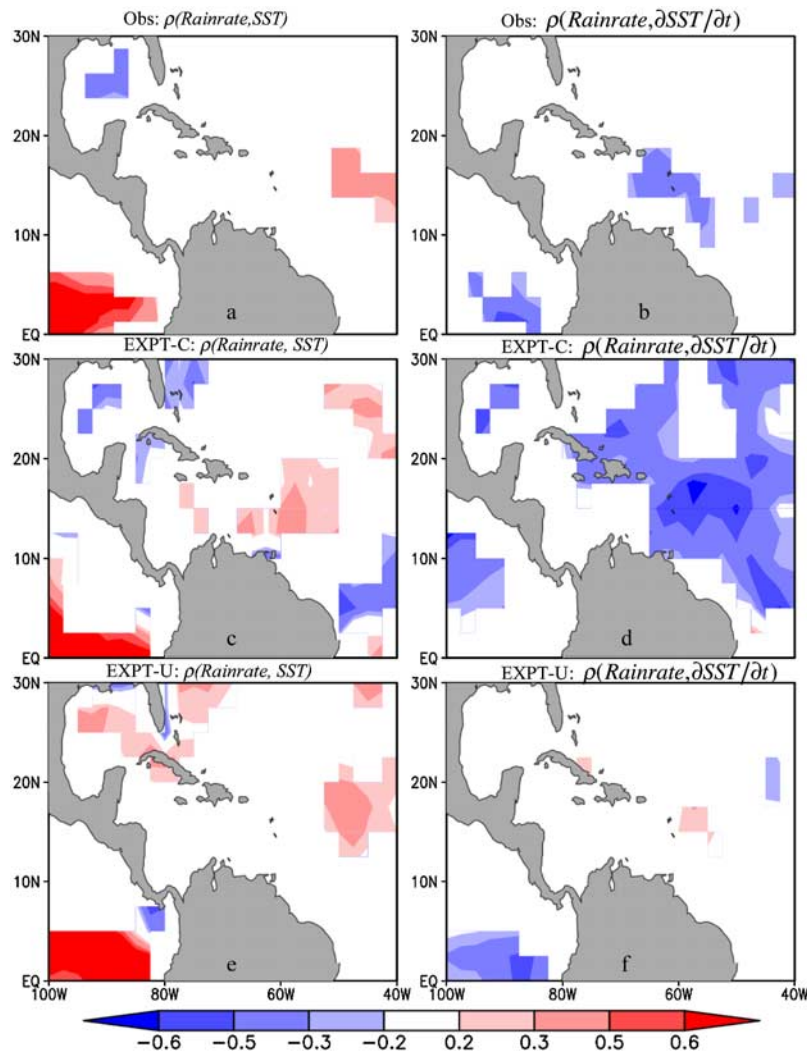 Obs: ρ(Rainrate,SST)
Obs: ρ(Rainrate,∂SST/∂t)
30N
20N
10N
EQ
a
30N
20N
10N
EQ
b
EXPT-C: ρ(Rainrate, SST)
EXPT-C: ρ(Rainrate,∂SST/∂t)
30N
20N
10N
EQ
c
30N
20N
10N
EQ
d
EXPT-U: ρ(Rainrate, SST)
EXPT-U: ρ(Rainrate,∂SST/∂t)
30N
20N
10N
EQ
e
100W 80W 60W 40W
30N
20N
10N
EQ
f
100W 80W 60W 40W
−0.6 −0.5 −0.3 −0.2 0.2 0.3 0.5 0.6